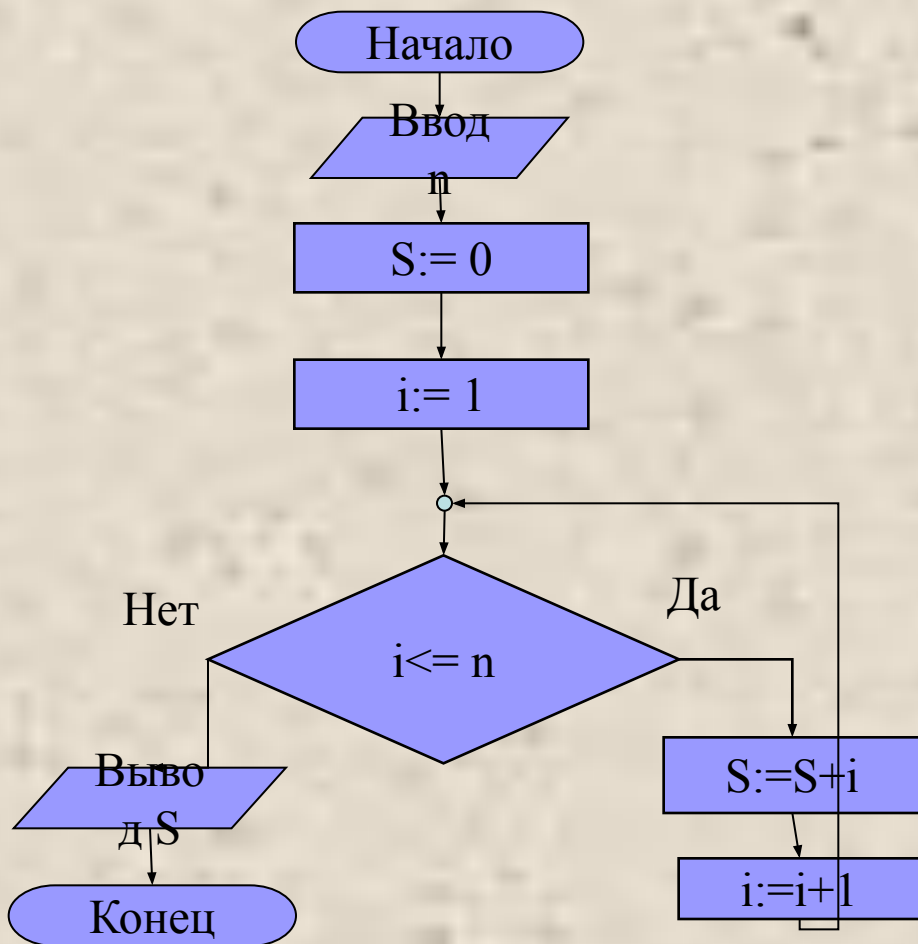 Начало
Ввод
n
S:= 0
i:= 1
Нет
Да
i<= n
Выво
д S
S:=S+i
i:=i+1
Конец